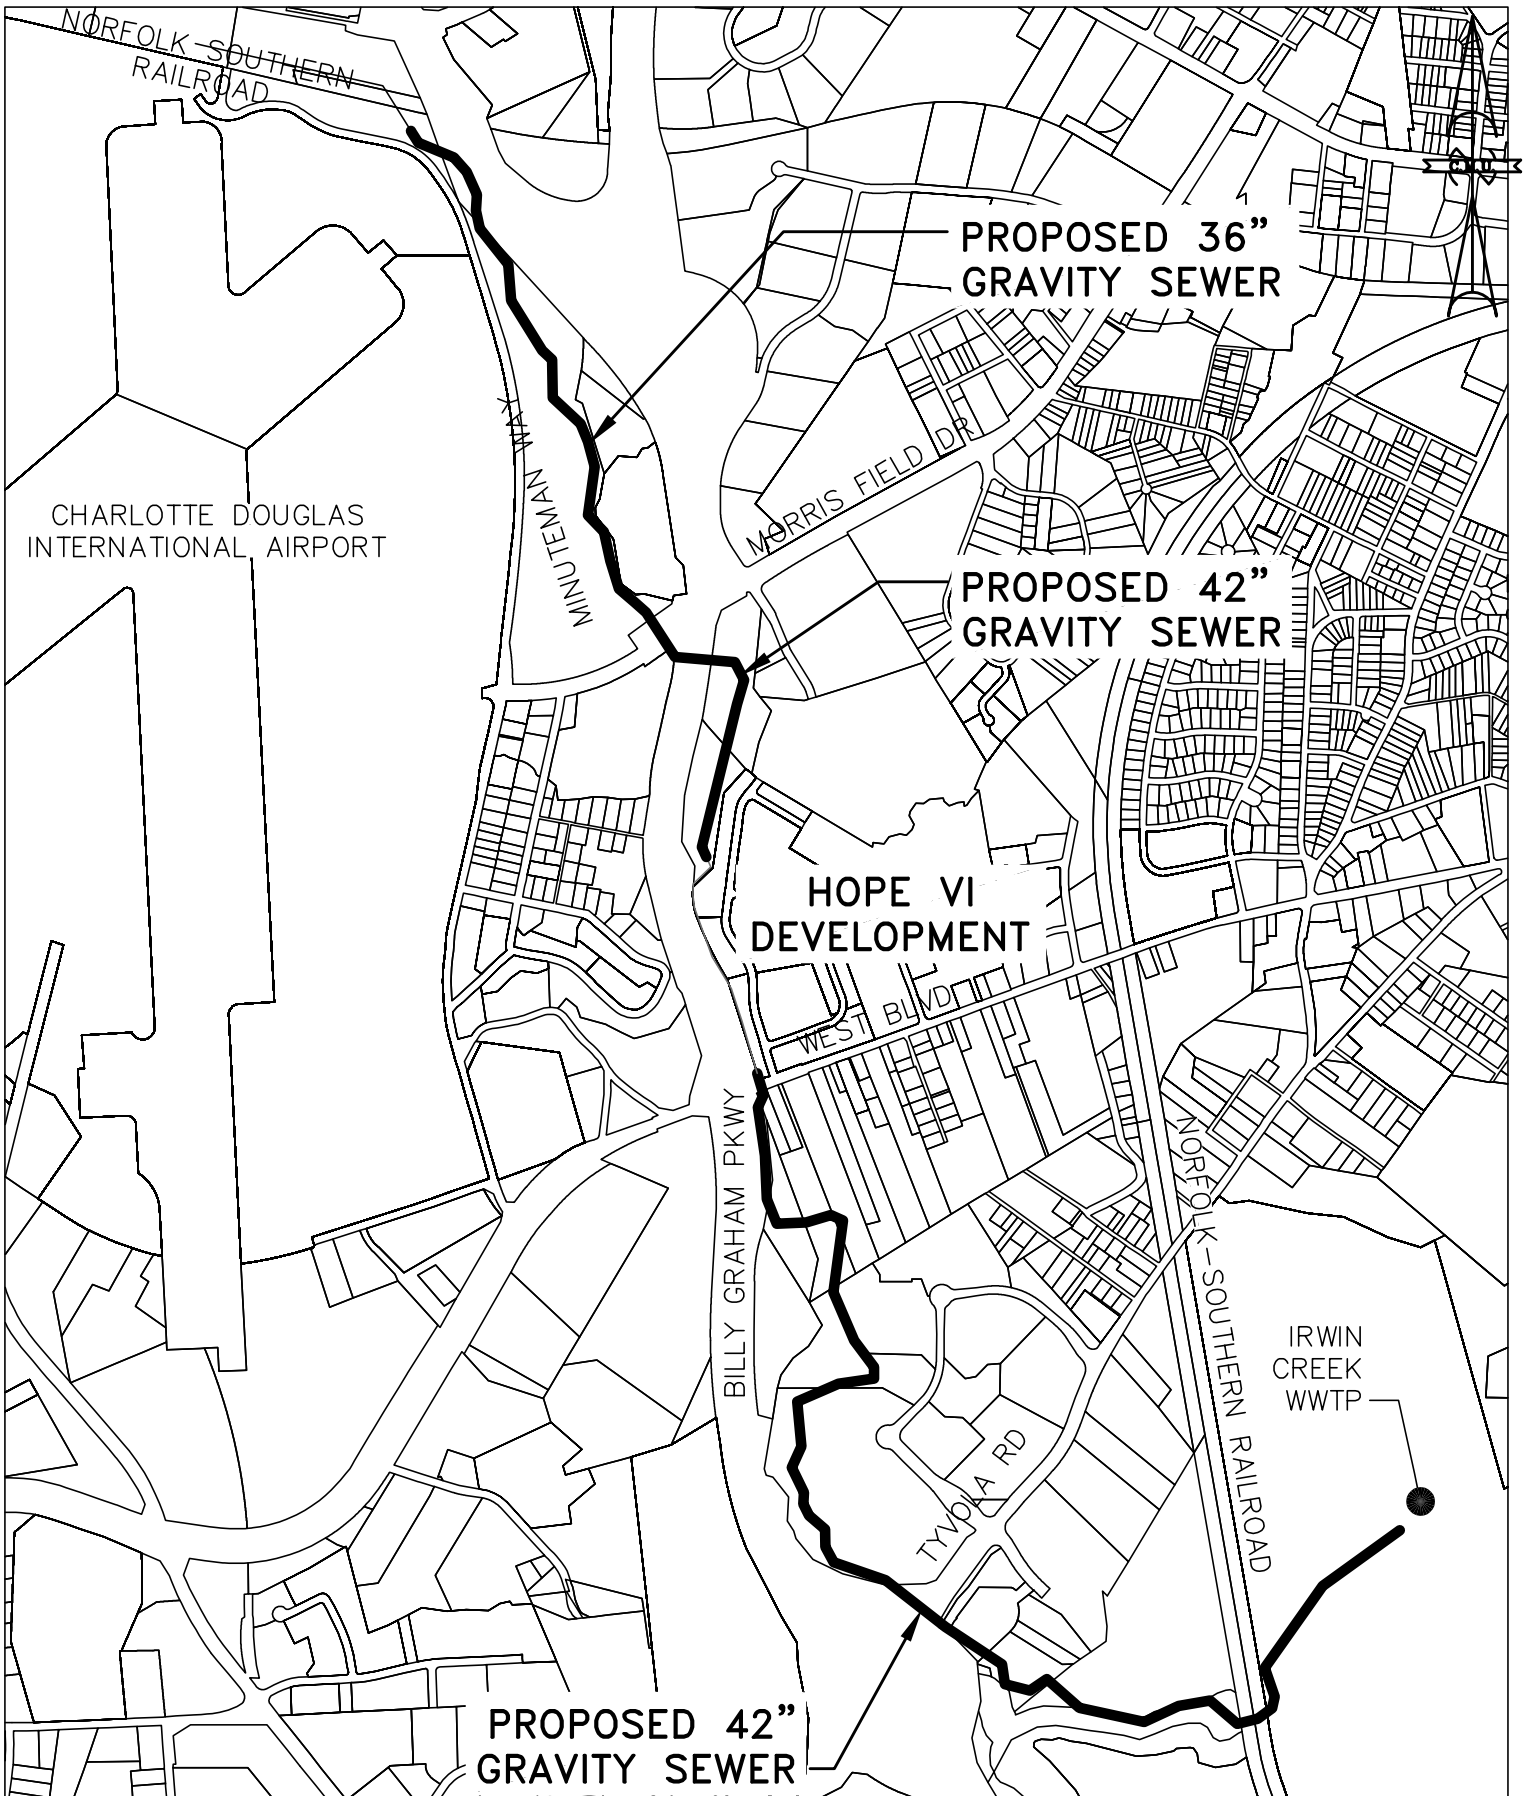 NORFOLK-SOUTHERN
RAILROAD
PROPOSED 36"
GRAVITY SEWER
MINUTEMAN WAY
MORRIS FIELD DR
CHARLOTTE DOUGLAS
INTERNATIONAL AIRPORT
PROPOSED 42"
GRAVITY SEWER
HOPE VI
DEVELOPMENT
WEST BLVD
BILLY GRAHAM PKWY
NORFOLK-SOUTHERN RAILROAD
IRWIN
CREEK
WWTP
TYVOLA RD
PROPOSED 42"
GRAVITY SEWER